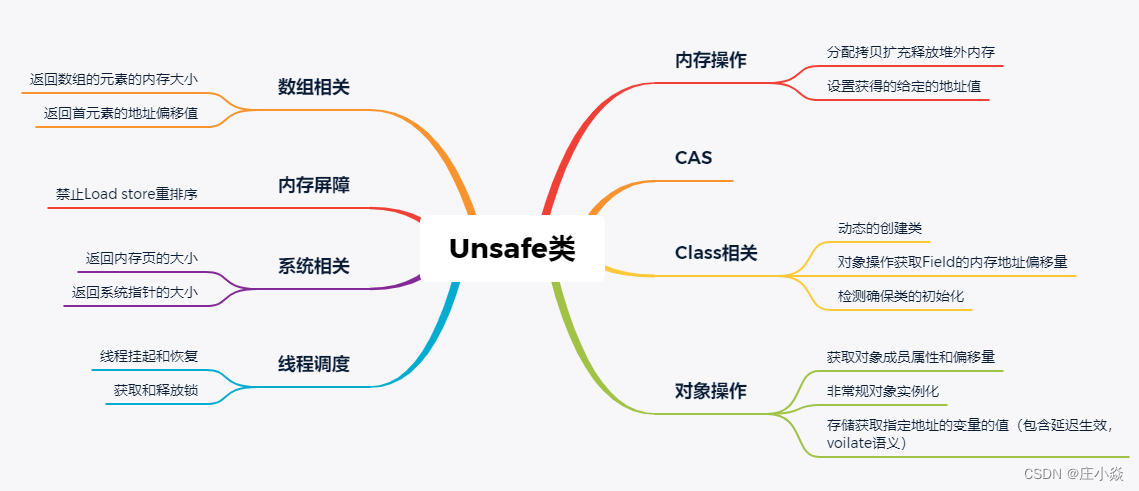 Unsafe类
内存操作
分配拷贝扩充释放堆外内存
设置获得的给定的地址值
CAS
Class相关
动态的创建类
对象操作获取Field的内存地址偏移量
检测确保类的初始化
对象操作
获取对象成员属性和偏移量
非常规对象实例化
存储获取指定地址的变量的值（包含延迟生效，
voilate语义）
数组相关
返回数组的元素的内存大小
返回首元素的地址偏移值
内存屏障
禁止Load store重排序
系统相关
返回内存页的大小
返回系统指针的大小
线程调度
线程挂起和恢复
获取和释放锁
CSDN @庄小焱